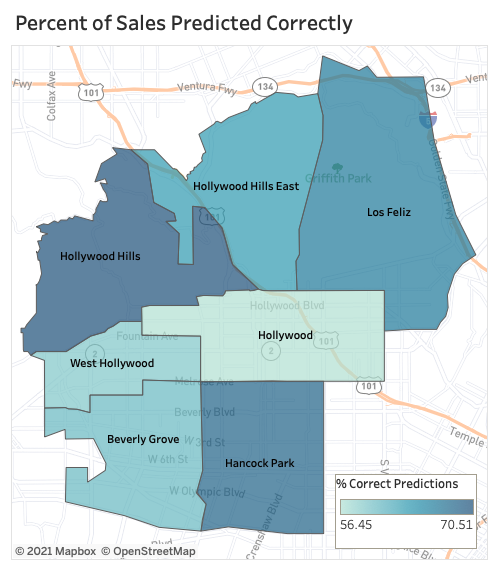 Percent of Sales Predicted Correctly
Fwy
Colfax Ave
101
Ventura Fwy
134
134
Vent
Golden State Fwy
Griffith Park
Hollywood Hills East
Los Feliz
101
Hollywood Hills
Hollywood Blvd
Fountain Ave
Hollywood
101
2
2
West Hollywood
Melrose Ave
101
Beverly Blvd
Beverly Grove
W 3rd St
W 6th St
Hancock Park
Temple
W Olympic Blvd
Crenshaw Blvd
% Correct Predictions
56.45
70.51
© 2021 Mapbox © OpenStreetMap